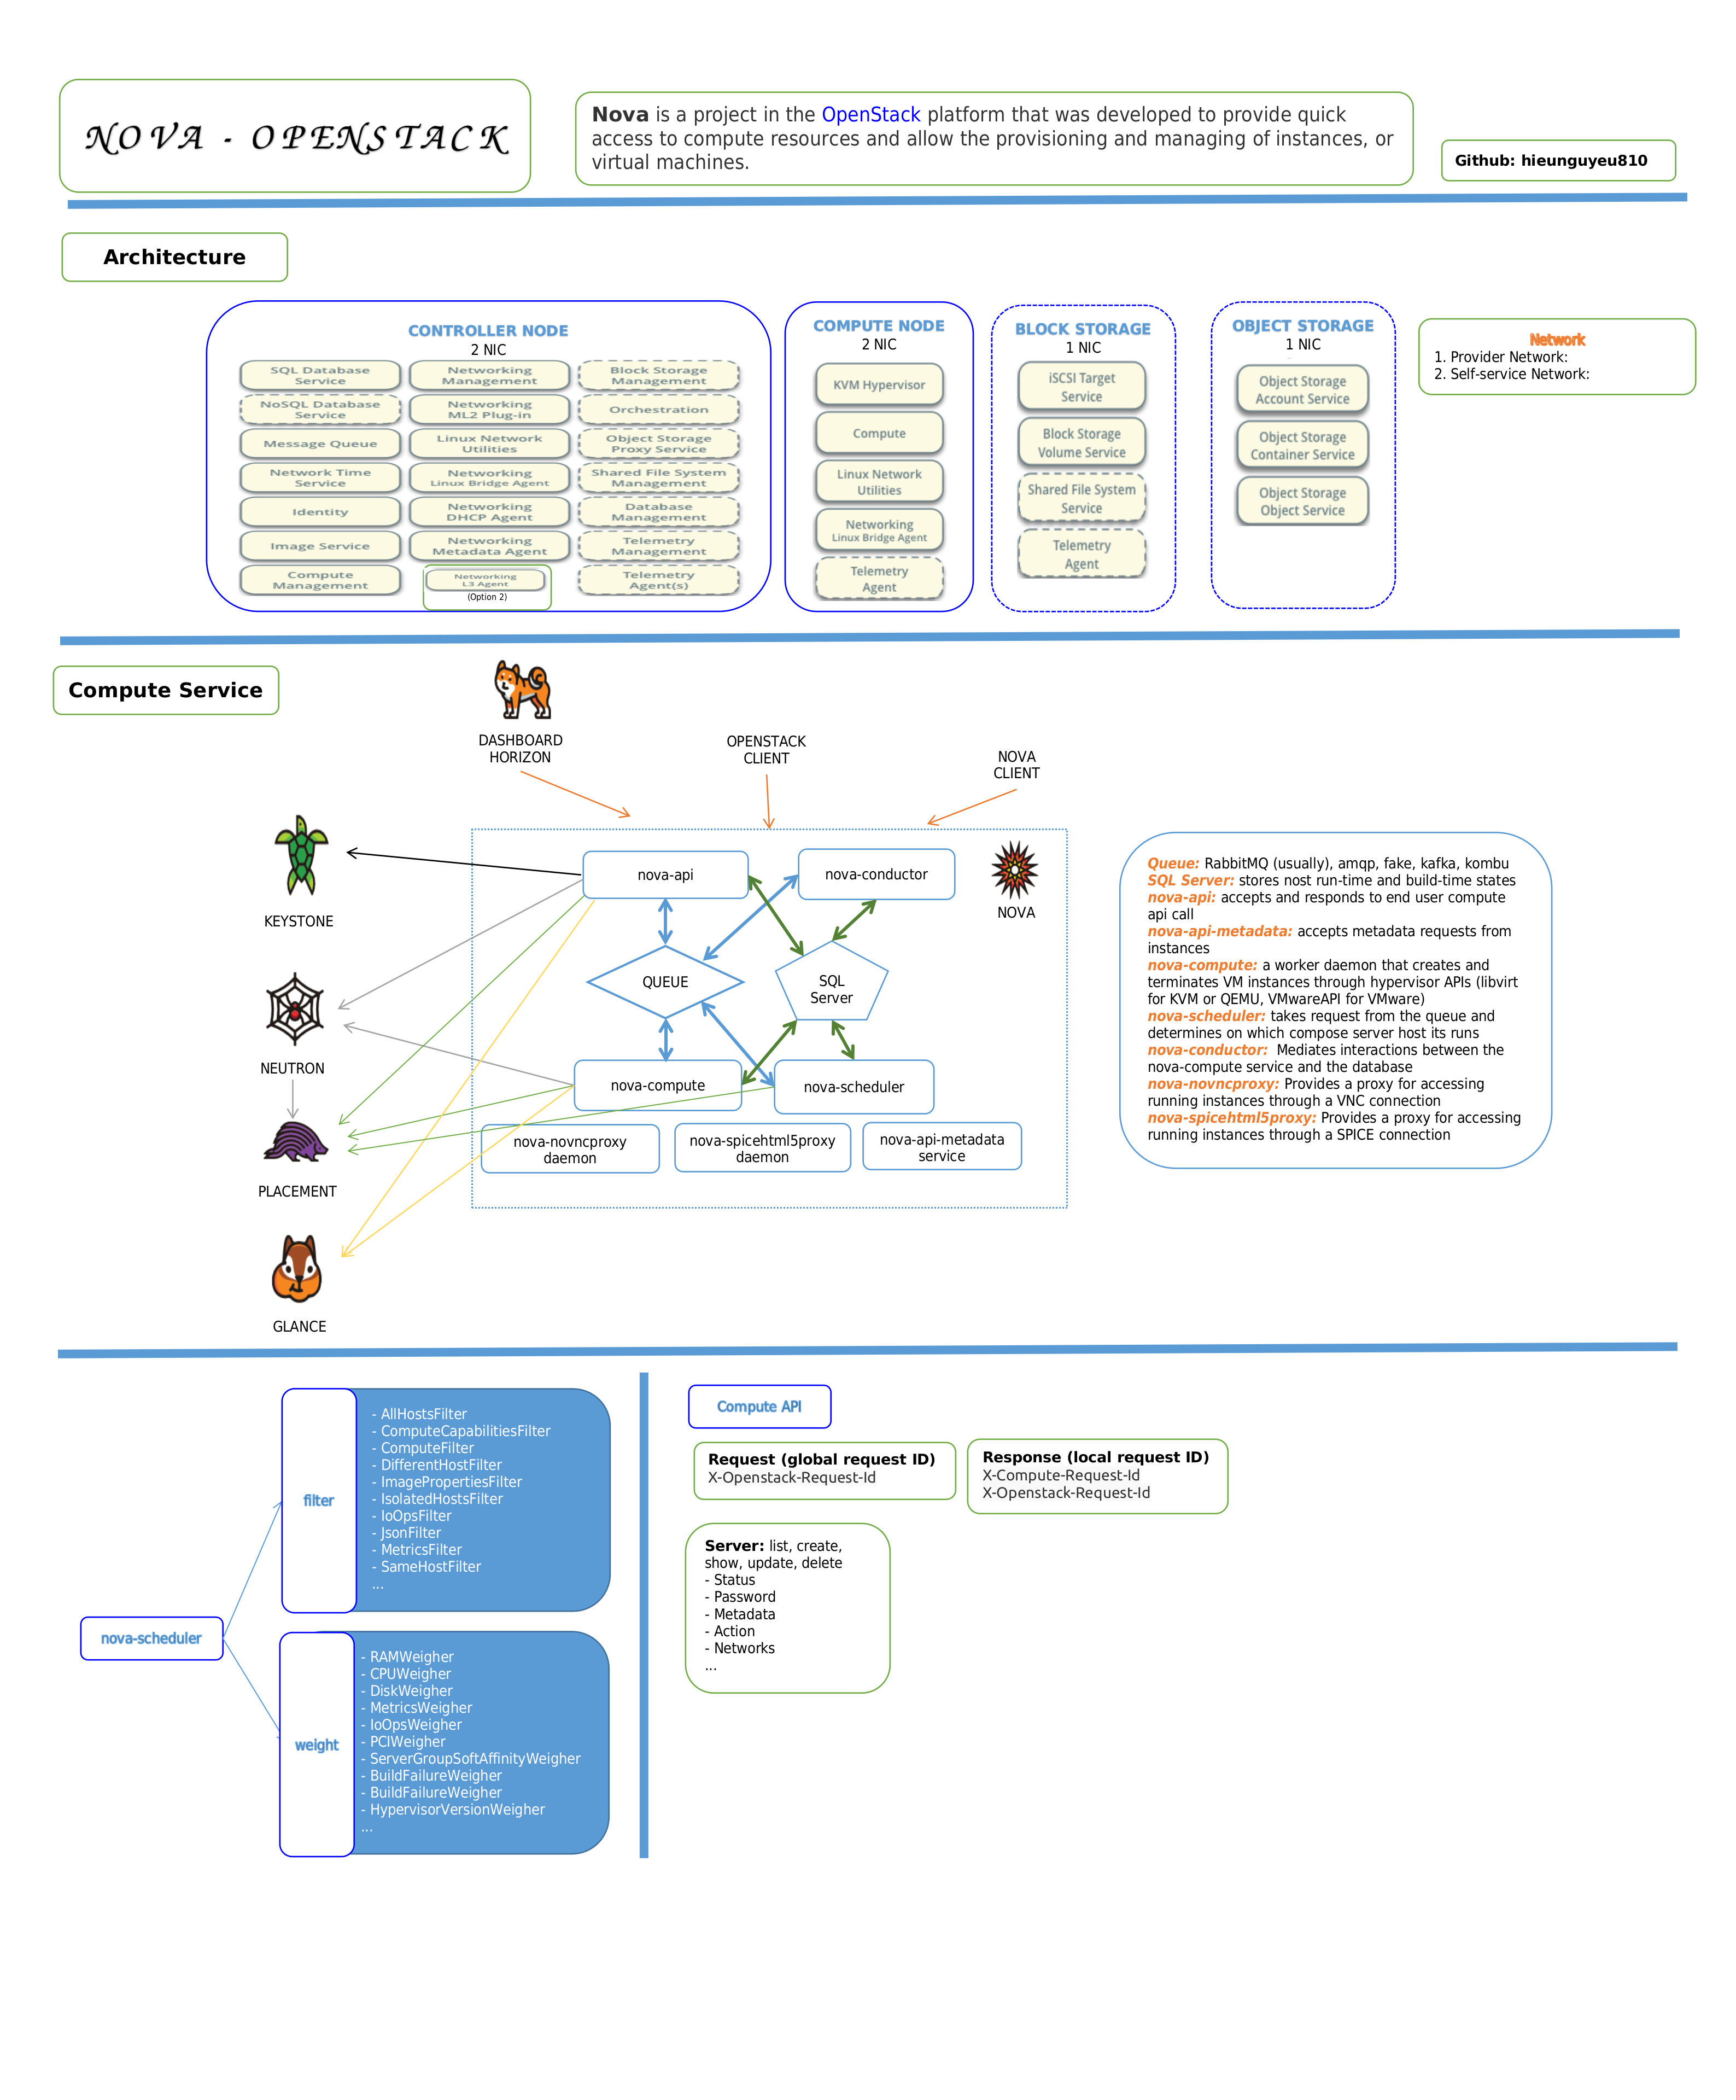 NOVA - OPENSTACK
Nova is a project in the OpenStack platform that was developed to provide quick
access to compute resources and allow the provisioning and managing of instances, or
virtual machines.
Github: hieunguyeu810
Architecture
CONTROLLER NODE
2 NIC
SQL Database
Service
Networking
Management
Block Storage
Management
NoSQL Database
Service
Networking
ML2 Plug-in
Orchestration
Message Queue
Linux Network
Utilities
Object Storage
Proxy Service
Network Time
Service
Networking
Linux Bridge Agent
Shared File System
Management
Identity
Networking
DHCP Agent
Database
Management
Image Service
Networking
Metadata Agent
Telemetry
Management
Compute
Management
Networking
L3 Agent
(Option 2)
Telemetry
Agent(s)
COMPUTE NODE
2 NIC
KVM Hypervisor
Compute
Linux Network
Utilities
Networking
Linux Bridge Agent
Telemetry
Agent
BLOCK STORAGE
1 NIC
iSCSI Target
Service
Block Storage
Volume Service
Shared File System
Service
Telemetry
Agent
OBJECT STORAGE
1 NIC
Object Storage
Account Service
Object Storage
Container Service
Object Storage
Object Service
Network
1. Provider Network:
2. Self-service Network:
Compute Service
DASHBOARD
HORIZON
OPENSTACK
CLIENT
NOVA
CLIENT
KEYSTONE
NEUTRON
PLACEMENT
GLANCE
nova-api
nova-conductor
NOVA
QUEUE
SQL
Server
nova-compute
nova-scheduler
nova-novncproxy
daemon
nova-spicehtml5proxy
daemon
nova-api-metadata
service
Queue: RabbitMQ (usually), amqp, fake, kafka, kombu
SQL Server: stores nost run-time and build-time states
nova-api: accepts and responds to end user compute
api call
nova-api-metadata: accepts metadata requests from
instances
nova-compute: a worker daemon that creates and
terminates VM instances through hypervisor APIs (libvirt
for KVM or QEMU, VMwareAPI for VMware)
nova-scheduler: takes request from the queue and
determines on which compose server host its runs
nova-conductor: Mediates interactions between the
nova-compute service and the database
nova-novncproxy: Provides a proxy for accessing
running instances through a VNC connection
nova-spicehtml5proxy: Provides a proxy for accessing
running instances through a SPICE connection
nova-scheduler
filter
- AllHostsFilter
- ComputeCapabilitiesFilter
- ComputeFilter
- DifferentHostFilter
- ImagePropertiesFilter
- IsolatedHostsFilter
- IoOpsFilter
- JsonFilter
- MetricsFilter
- SameHostFilter
...
weight
- RAMWeigher
- CPUWeigher
- DiskWeigher
- MetricsWeigher
- IoOpsWeigher
- PCIWeigher
- ServerGroupSoftAffinityWeigher
- BuildFailureWeigher
- BuildFailureWeigher
- HypervisorVersionWeigher
...
Compute API
Request (global request ID)
X-Openstack-Request-Id
Response (local request ID)
X-Compute-Request-Id
X-Openstack-Request-Id
Server: list, create,
show, update, delete
- Status
- Password
- Metadata
- Action
- Networks
...